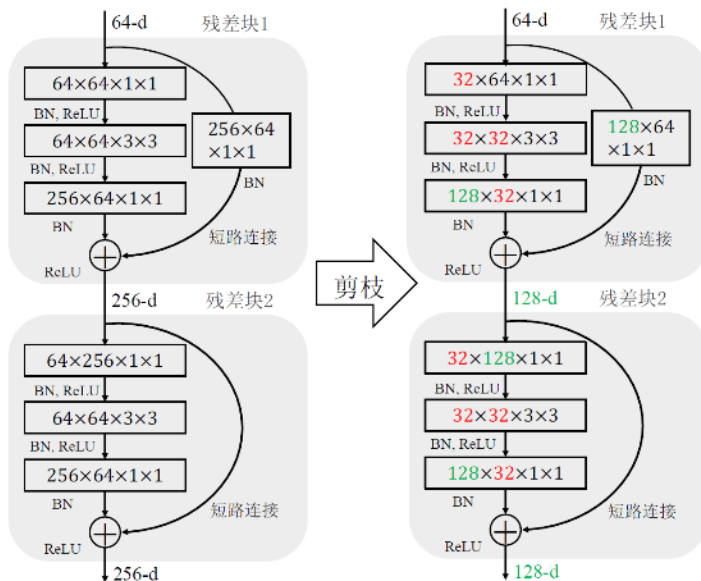 64-d
残差块1
64×64×1×1
BN, ReLU
64×64×3×3
BN, ReLU
256×64×1×1
BN
256×64
×1×1
BN
短路连接
ReLU
256-d
残差块2
64×256×1×1
BN, ReLU
64×64×3×3
BN, ReLU
256×64×1×1
BN
短路连接
ReLU
256-d
剪枝
64-d
残差块1
32×64×1×1
BN, ReLU
32×32×3×3
BN, ReLU
128×32×1×1
BN
128×64
×1×1
BN
短路连接
ReLU
128-d
残差块2
32×128×1×1
BN, ReLU
32×32×3×3
BN, ReLU
128×32×1×1
BN
短路连接
ReLU
128-d